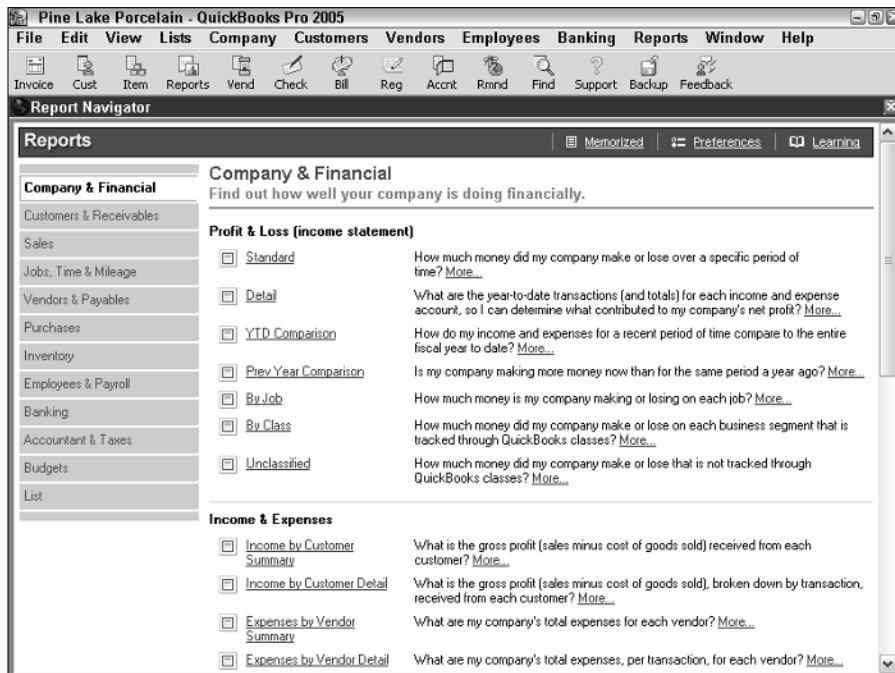 Pine Lake Porcelain - QuickBooks Pro 2005
File Edit View Lists Company Customers Vendors Employees Banking Reports Window Help
Invoice Cust Item Reports Vend Check Bill Reg Accnt Rmnd Find Support Backup Feedback
Report Navigator
Reports
Memorized Preferences Learning
Company & Financial
Customers & Receivables
Sales
Jobs, Time & Mileage
Vendors & Payables
Purchases
Inventory
Employees & Payroll
Banking
Accountant & Taxes
Budgets
List
Company & Financial
Find out how well your company is doing financially.
Profit & Loss (income statement)
Standard
How much money did my company make or lose over a specific period of
time? More...
Detail
What are the year-to-date transactions (and totals) for each income and expense
account, so I can determine what contributed to my company's net profit? More...
YTD Comparison
How do my income and expenses for a recent period of time compare to the entire
fiscal year to date? More...
Prev Year Comparison
Is my company making more money now than for the same period a year ago? More...
By Job
How much money is my company making or losing on each job? More...
By Class
How much money did my company make or lose on each business segment that is
tracked through QuickBooks classes? More...
Unclassified
How much money did my company make or lose that is not tracked through
QuickBooks classes? More...
Income & Expenses
Income by Customer
Summary
What is the gross profit (sales minus cost of goods sold) received from each
customer? More...
Income by Customer Detail
What is the gross profit (sales minus cost of goods sold), broken down by transaction,
received from each customer? More...
Expenses by Vendor
Summary
What are my company's total expenses for each vendor? More...
Expenses by Vendor Detail
What are my company's total expenses, per transaction, for each vendor? More...